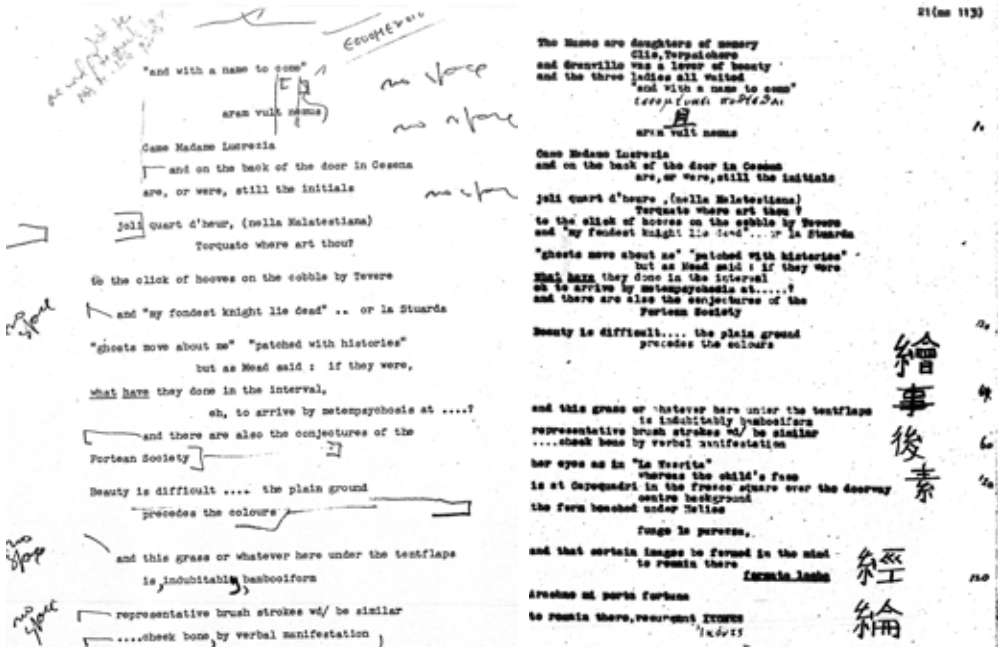 no space
"and with a name to come"
no space
aram vult nemus
Came Madame Lucrezia
and on the back of the door in Cesena
are, or were, still the initials
no space
joli quart d'heur, (nella Malatestiana)
Torquato where art thou?
to the click of hooves on the cobble by Tevere
no space
and "my fondest knight lie dead" .. or la Stuarda
"ghosts move about me" "patched with histories"
but as Mead said : if they were,
what have they done in the interval,
eh, to arrive by metempsychosis at ....?
and there are also the conjectures of the
Fortean Society
Beauty is difficult .... the plain ground
precedes the colours
no space
and this grass or whatever here under the tentflaps
is, indubitably, bambooiform
no space
representative brush strokes wd/ be similar
....cheek bone, by verbal manifestation,
21(ms 113)
The Muses are daughters of memory
Clio, Terpsichore
and Granville was a lover of beauty
and the three ladies all waited
"and with a name to come"
aram vult nemus
Came Madame Lucrezia
and on the back of the door in Cesena
are, or were, still the initials
joli quart d'heure ,(nella Malatestiana)
Torquato where art thou ?
to the click of hooves on the cobble by Tevere
and "my fondest knight lie dead"....or la Stuarda
"ghosts move about me" "patched with histories"
but as Mead said : if they were
What have they done in the interval
eh to arrive by metempsychosis at.....?
and there are also the conjectures of the
Fortean Society
Beauty is difficult.... the plain ground
precedes the colours
繪
事
後
素
and this grass or whatever here under the tentflaps
is indubitably bambooiform
representative brush strokes wd/ be similar
....cheek bone by verbal manifestation
her eyes as in "La Nascita"
whereas the child's face
is at Capoquadri in the fresco square over the doorway
centre background
the form beached under Helios
funge la purezza,
and that certain images be formed in the mind
to remain there
formato locho
Arachne mi porta fortuna
to remain there, resurgent ΕΙΚΟΝΕΣ
經
綸